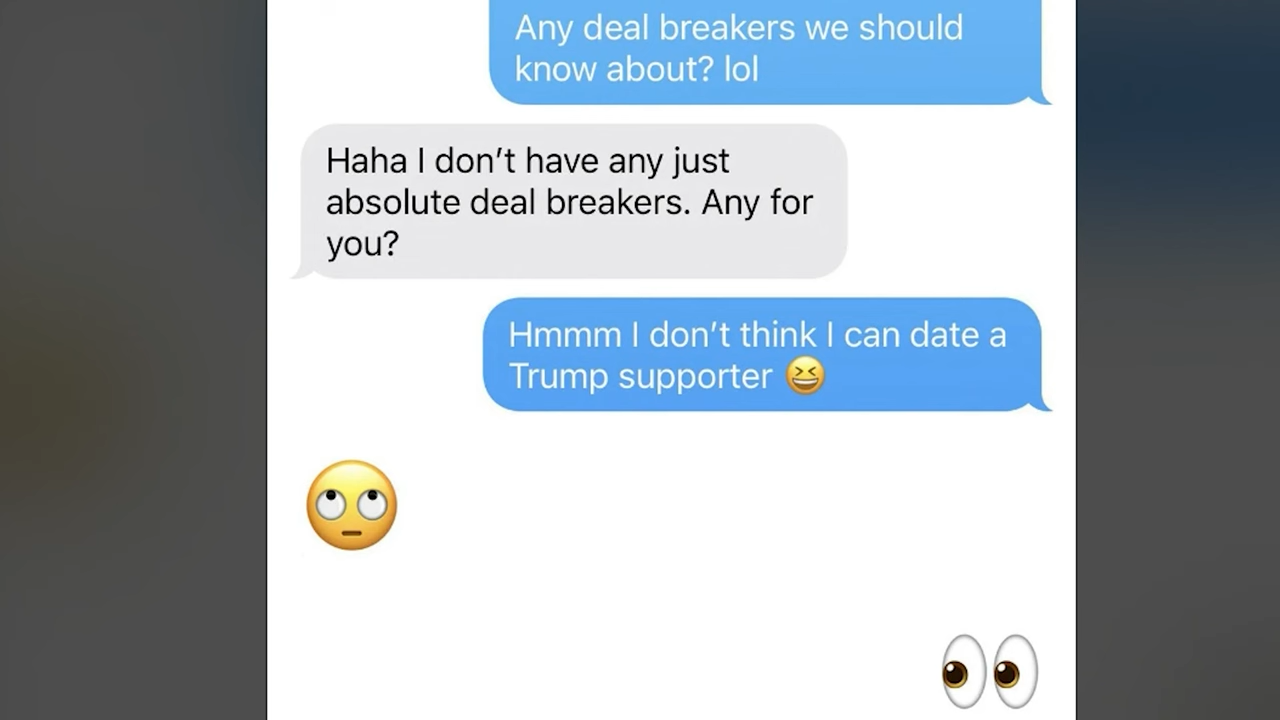 Any deal breakers we should
know about? lol
Haha I don’t have any just
absolute deal breakers. Any for
you?
Hmmm I don’t think I can date a
Trump supporter 😆
🙄
👀